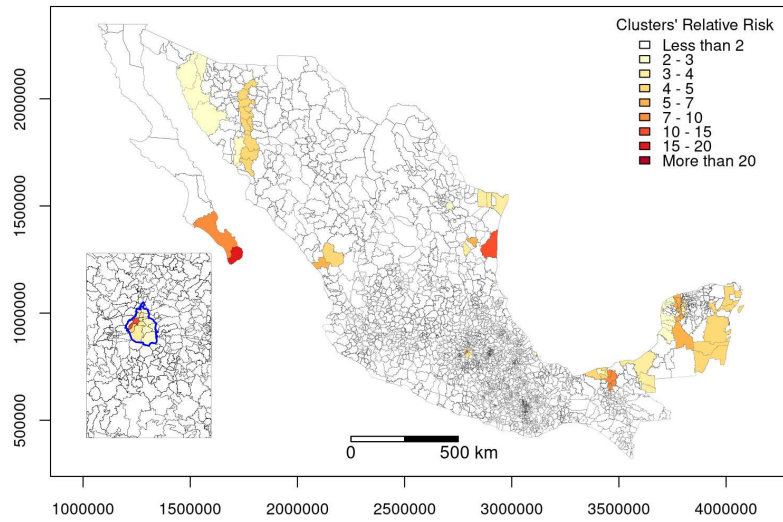 Clusters' Relative Risk
Less than 2
2 - 3
3 - 4
4 - 5
5 - 7
7 - 10
10 - 15
15 - 20
More than 20
2000000
1500000
1000000
500000
0 500 km
1000000 1500000 2000000 2500000 3000000 3500000 4000000